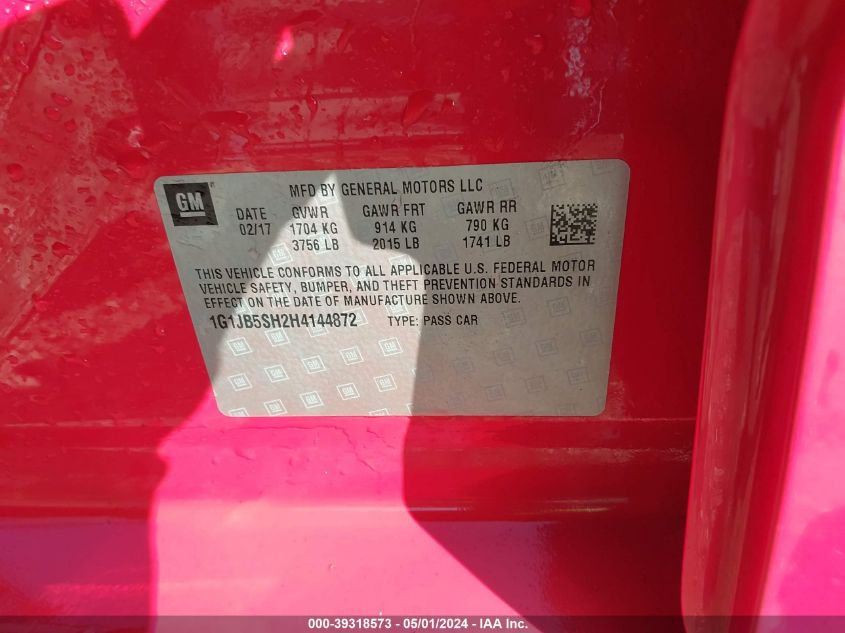 GM
MFD BY GENERAL MOTORS LLC
DATE GVWR GAWR FRT GAWR RR
02/17 1704 KG 914 KG 790 KG
3756 LB 2015 LB 1741 LB
THIS VEHICLE CONFORMS TO ALL APPLICABLE U.S. FEDERAL MOTOR
VEHICLE SAFETY, BUMPER, AND THEFT PREVENTION STANDARDS IN
EFFECT ON THE DATE OF MANUFACTURE SHOWN ABOVE.
1G1JB5SH2H4144872 TYPE: PASS CAR
000-39318573 - 05/01/2024 - IAA Inc.